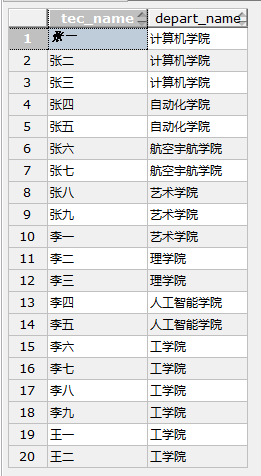 tec_name depart_name
1 张一 计算机学院
2 张二 计算机学院
3 张三 计算机学院
4 张四 自动化学院
5 张五 自动化学院
6 张六 航空宇航学院
7 张七 航空宇航学院
8 张八 艺术学院
9 张九 艺术学院
10 李一 艺术学院
11 李二 理学院
12 李三 理学院
13 李四 人工智能学院
14 李五 人工智能学院
15 李六 工学院
16 李七 工学院
17 李八 工学院
18 李九 工学院
19 王一 工学院
20 王二 工学院